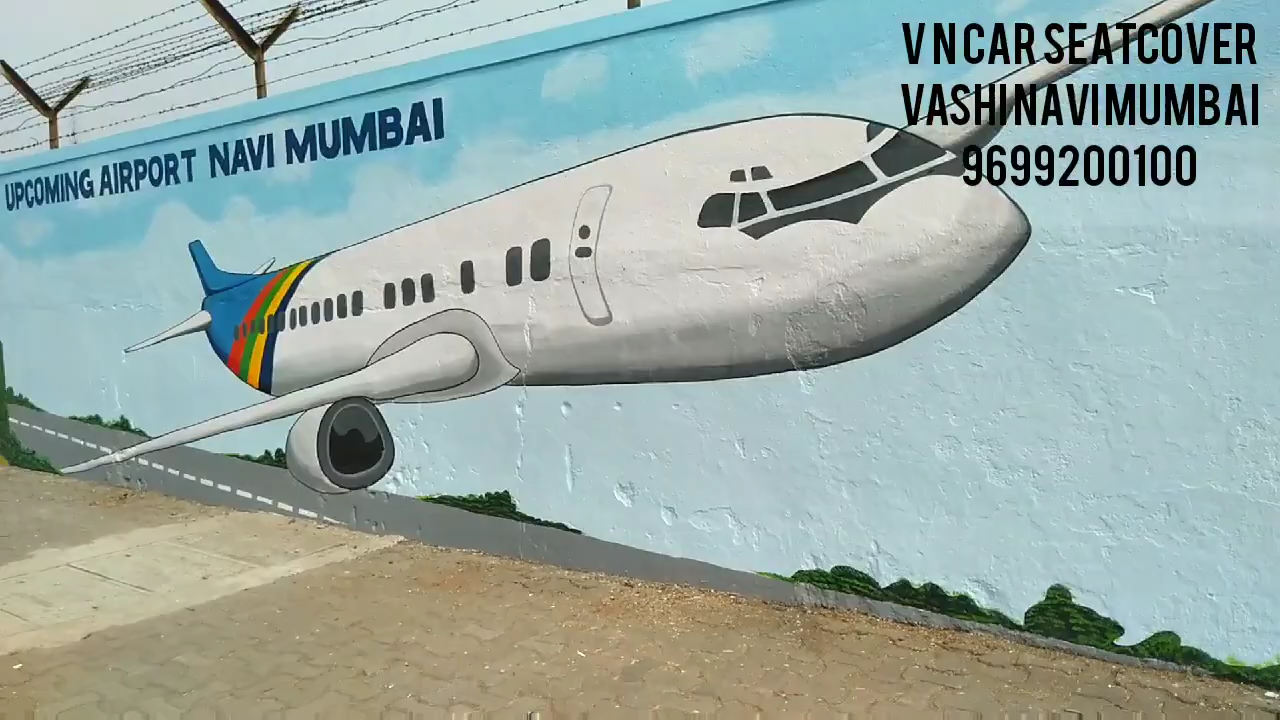 V N CAR SEATCOVER
VASHI NAVI MUMBAI
9699200100
UPCOMING AIRPORT NAVI MUMBAI